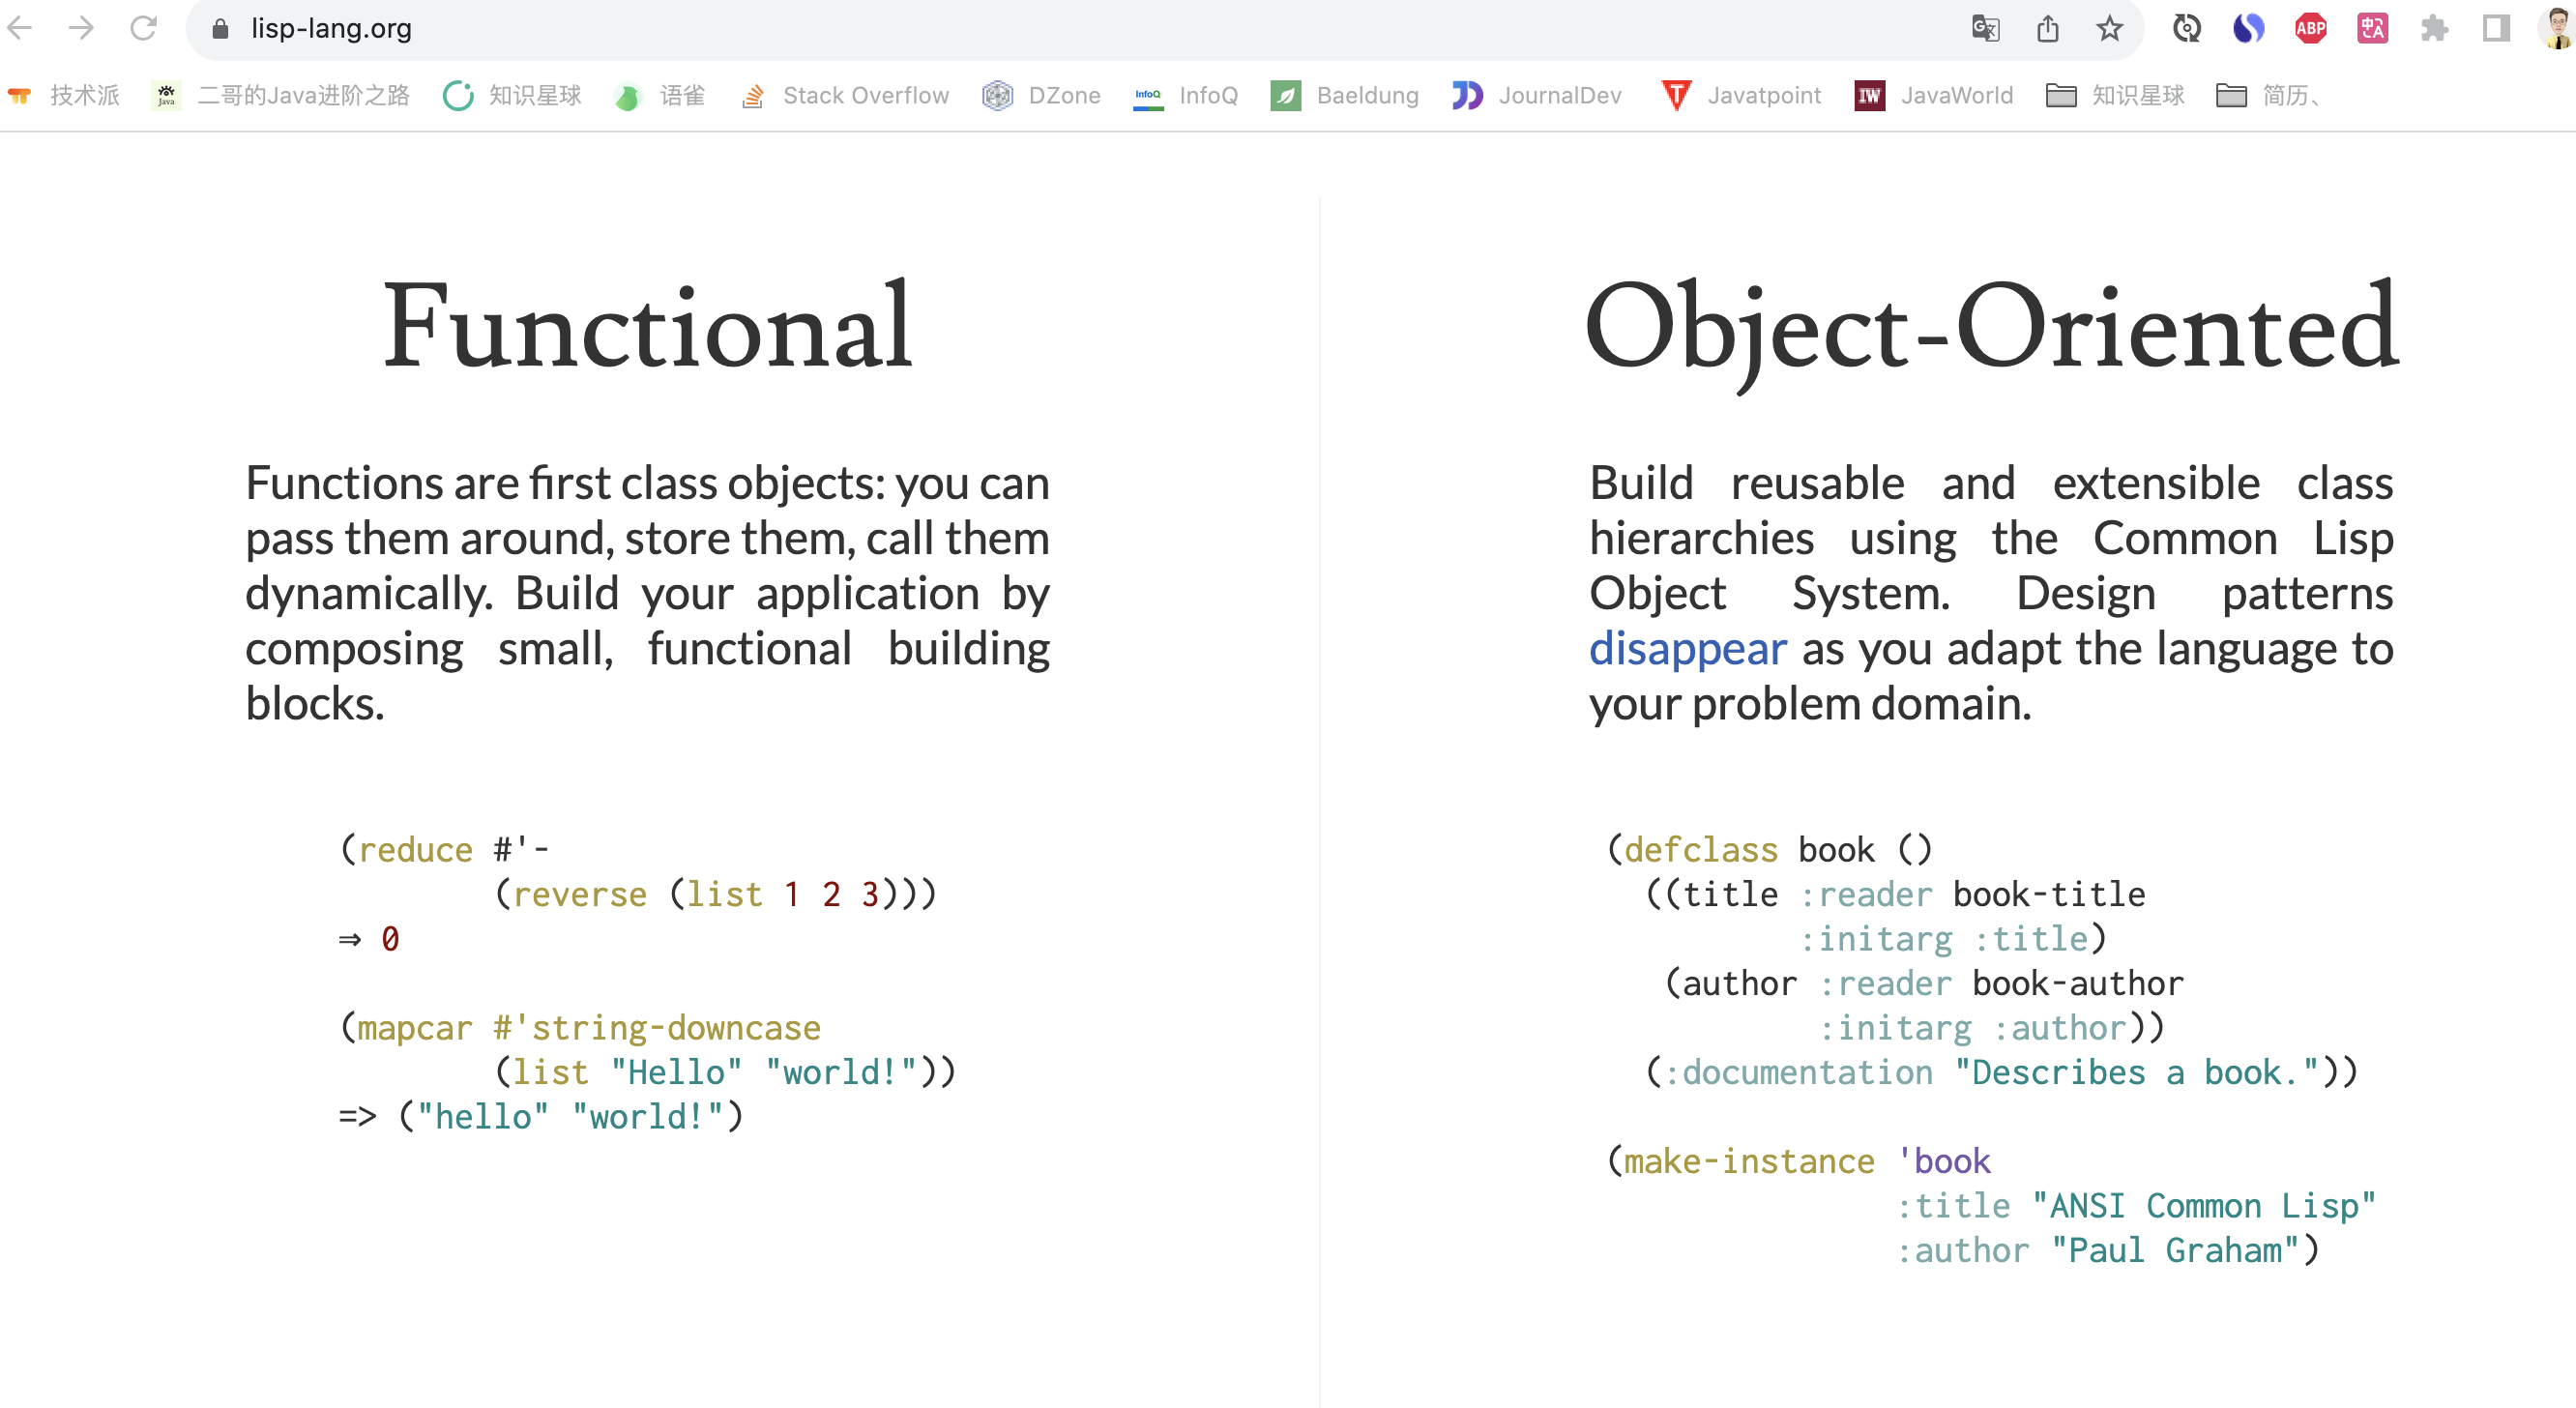 lisp-lang.org
ABP
技术派 二哥的Java进阶之路 知识星球 语雀 Stack Overflow DZone InfoQ InfoQ Baeldung JournalDev Javatpoint JavaWorld 知识星球 简历、
Functional
Functions are first class objects: you can
pass them around, store them, call them
dynamically. Build your application by
composing small, functional building
blocks.
(reduce #'-
(reverse (list 1 2 3)))
⇒ 0
(mapcar #'string-downcase
(list "Hello" "world!"))
=> ("hello" "world!")
Object-Oriented
Build reusable and extensible class
hierarchies using the Common Lisp
Object System. Design patterns
disappear as you adapt the language to
your problem domain.
(defclass book ()
((title :reader book-title
:initarg :title)
(author :reader book-author
:initarg :author))
(:documentation "Describes a book."))
(make-instance 'book
:title "ANSI Common Lisp"
:author "Paul Graham")